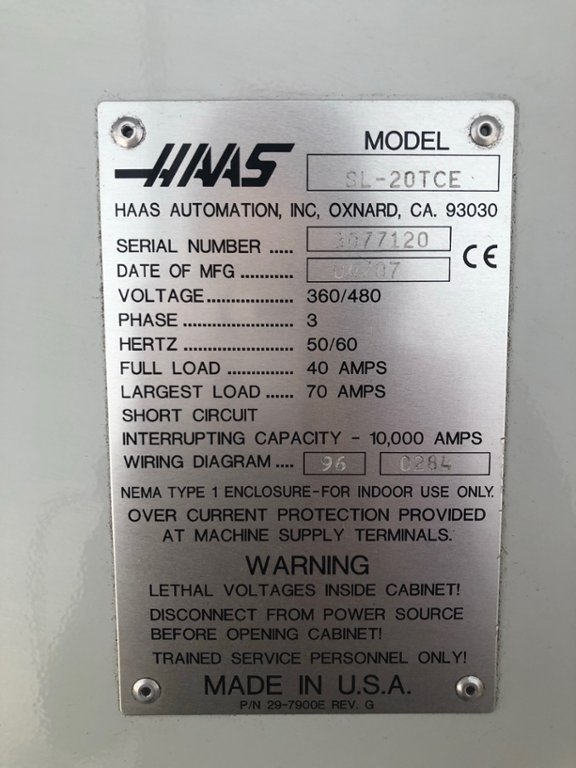 HAAS
MODEL
SL-20TCE
HAAS AUTOMATION, INC, OXNARD, CA. 93030
SERIAL NUMBER ..... 3077120
DATE OF MFG ........... 04/07
CE
VOLTAGE................. 360/480
PHASE ...................... 3
HERTZ ...................... 50/60
FULL LOAD .............. 40 AMPS
LARGEST LOAD ...... 70 AMPS
SHORT CIRCUIT
INTERRUPTING CAPACITY - 10,000 AMPS
WIRING DIAGRAM .... 96 0284
NEMA TYPE 1 ENCLOSURE-FOR INDOOR USE ONLY.
OVER CURRENT PROTECTION PROVIDED
AT MACHINE SUPPLY TERMINALS.
WARNING
LETHAL VOLTAGES INSIDE CABINET!
DISCONNECT FROM POWER SOURCE
BEFORE OPENING CABINET!
TRAINED SERVICE PERSONNEL ONLY!
MADE IN U.S.A.
P/N 29-7900E REV. G